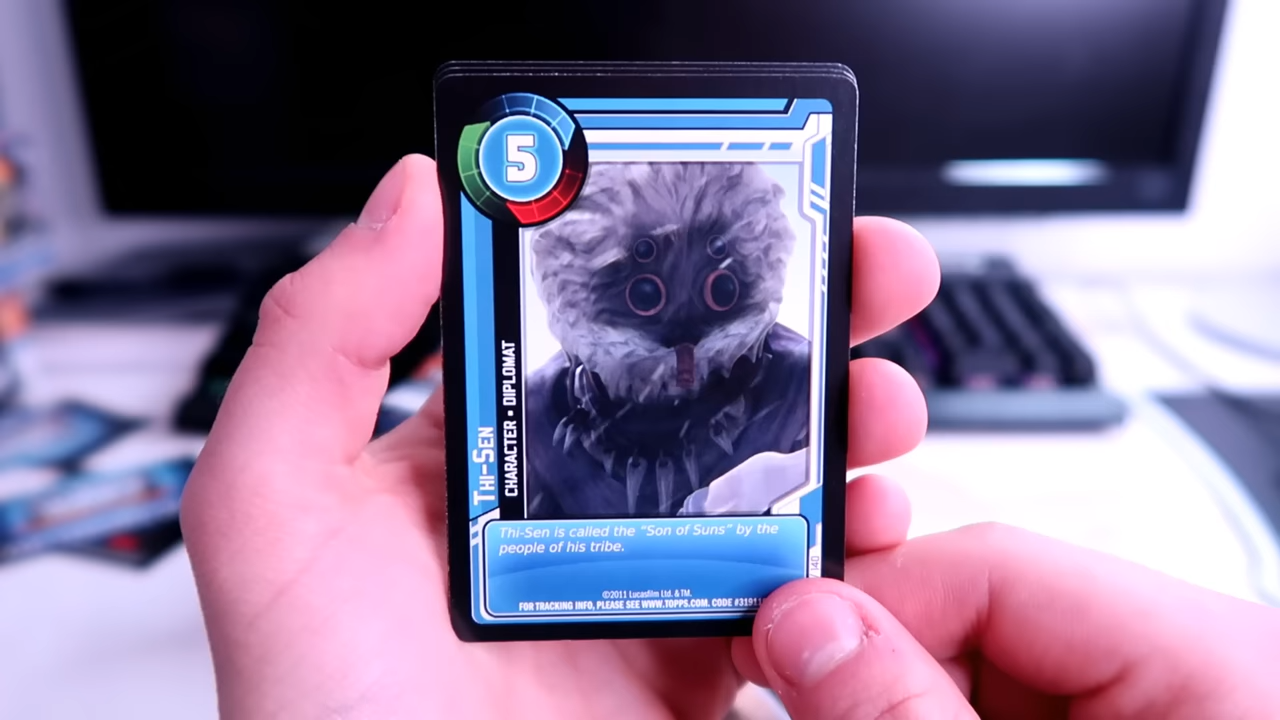 5
THI-SEN
CHARACTER • DIPLOMAT
Thi-Sen is called the "Son of Suns" by the
people of his tribe.
©2011 Lucasfilm Ltd. & TM.
FOR TRACKING INFO, PLEASE SEE WWW.TOPPS.COM. CODE